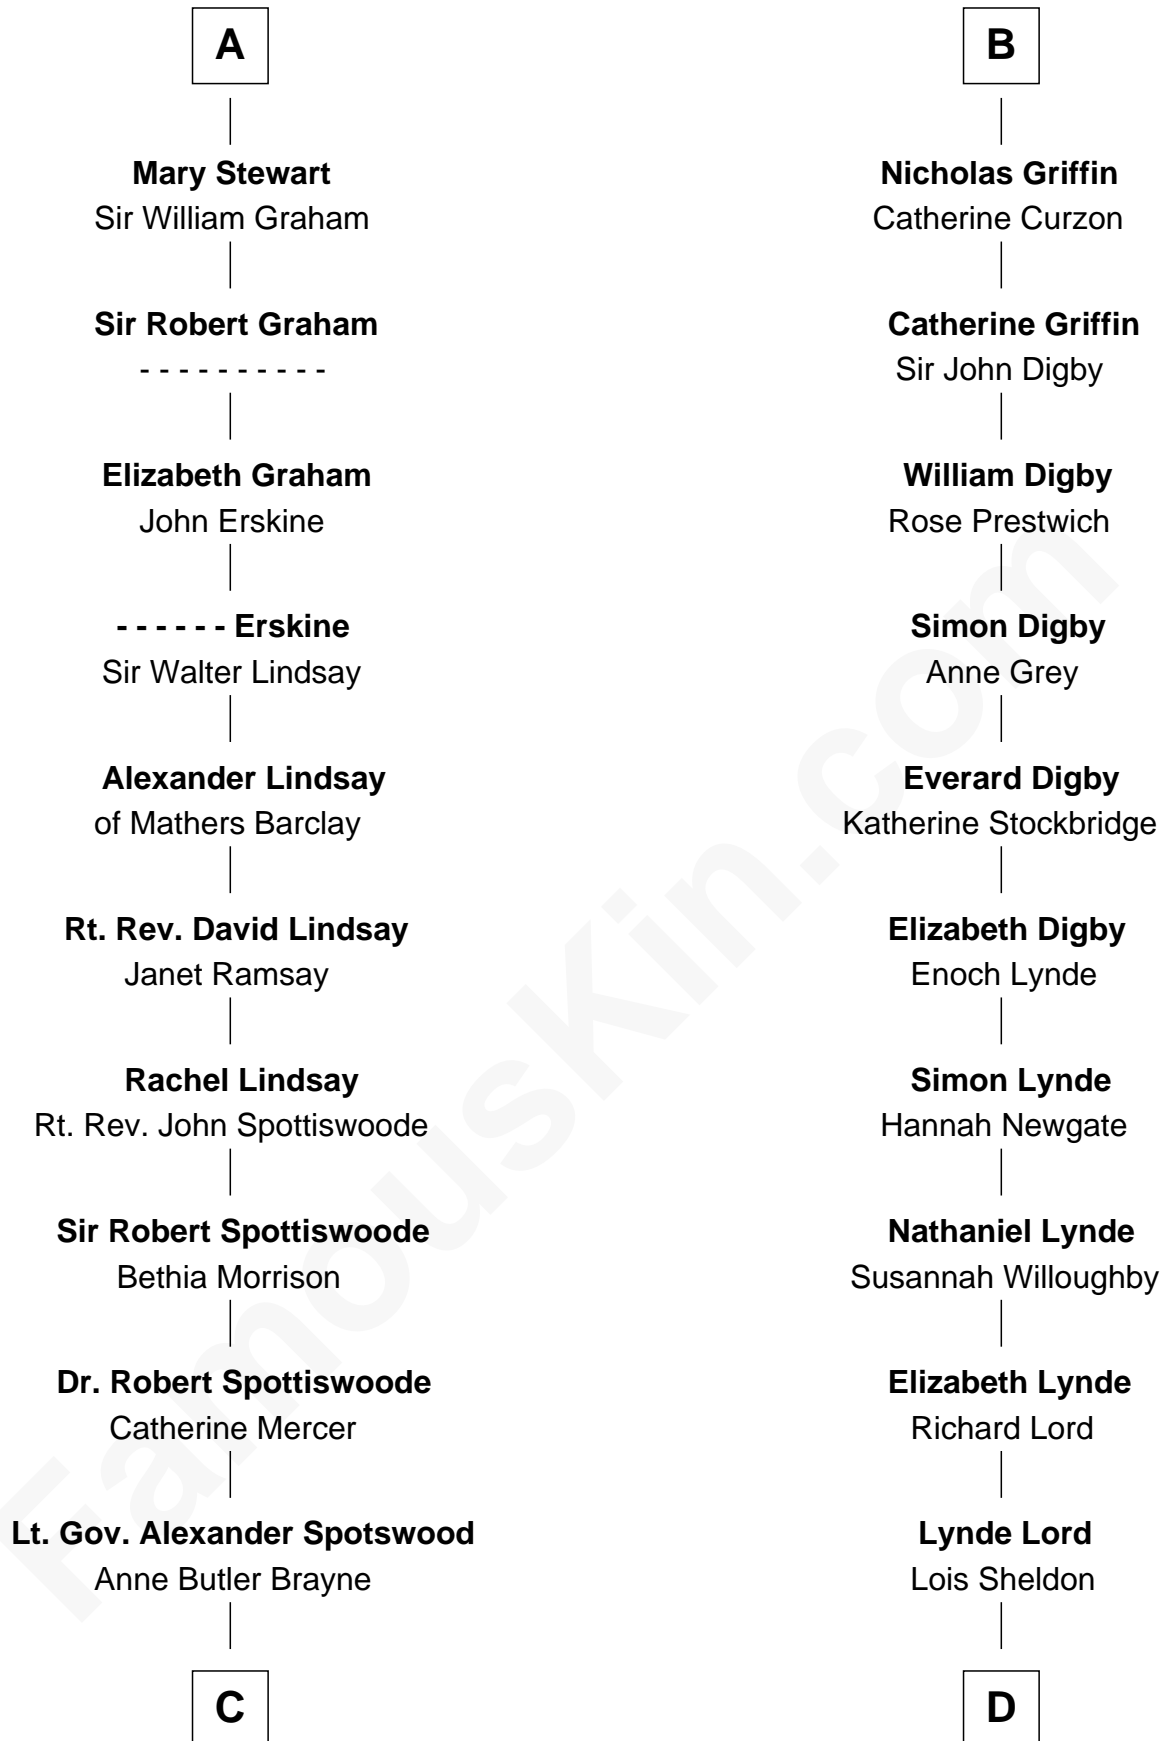 A
Mary Stewart
Sir William Graham
Sir Robert Graham
- - - - - - - - - -
Elizabeth Graham
John Erskine
- - - - - - Erskine
Sir Walter Lindsay
Alexander Lindsay
of Mathers Barclay
Rt. Rev. David Lindsay
Janet Ramsay
Rachel Lindsay
Rt. Rev. John Spottiswoode
Sir Robert Spottiswoode
Bethia Morrison
Dr. Robert Spottiswoode
Catherine Mercer
Lt. Gov. Alexander Spotswood
Anne Butler Brayne
C
B
Nicholas Griffin
Catherine Curzon
Catherine Griffin
Sir John Digby
William Digby
Rose Prestwich
Simon Digby
Anne Grey
Everard Digby
Katherine Stockbridge
Elizabeth Digby
Enoch Lynde
Simon Lynde
Hannah Newgate
Nathaniel Lynde
Susannah Willoughby
Elizabeth Lynde
Richard Lord
Lynde Lord
Lois Sheldon
D
FamousKin.com